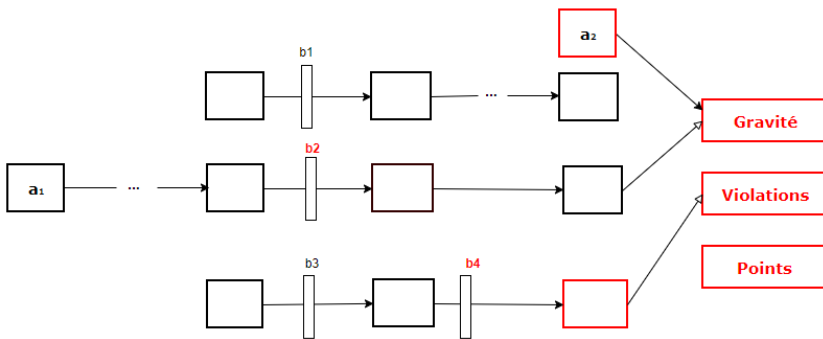 a₂
b1
...
Gravité
b2
a₁
...
Violations
b3
b4
Points